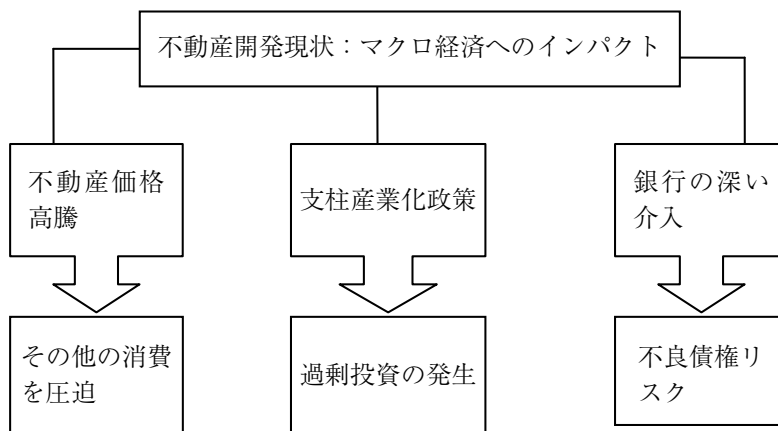 不動産開発現状：マクロ経済へのインパクト
不動産価格
高騰
支柱産業化政策
銀行の深い
介入
その他の消費
を圧迫
過剰投資の発生
不良債権リ
スク